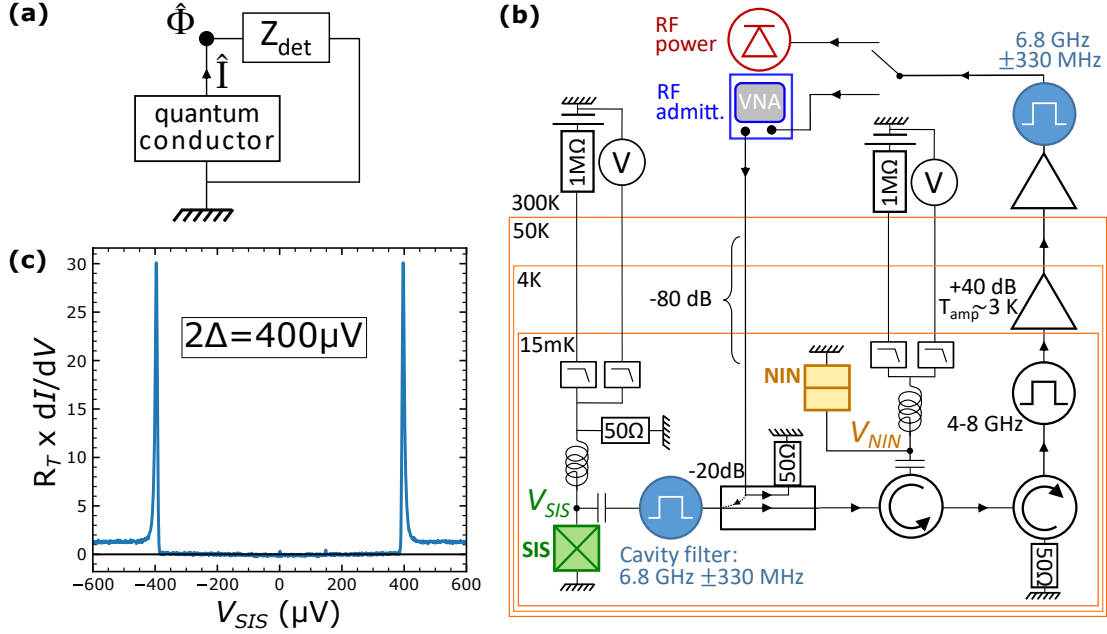 (a)
Φ̂
Z_det
Î
quantum
conductor
(b)
RF
power
RF
admitt.
VNA
6.8 GHz
±330 MHz
1MΩ
V
1MΩ
V
300K
50K
4K
-80 dB
+40 dB
T_amp~3 K
15mK
NIN
50Ω
V_NIN
4-8 GHz
-20dB
50Ω
V_SIS
SIS
Cavity filter:
6.8 GHz ±330 MHz
50Ω
(c)
R_T x dI/dV
30
25
20
15
10
5
0
2Δ=400μV
−600
−400
−200
0
200
400
600
V_SIS (μV)